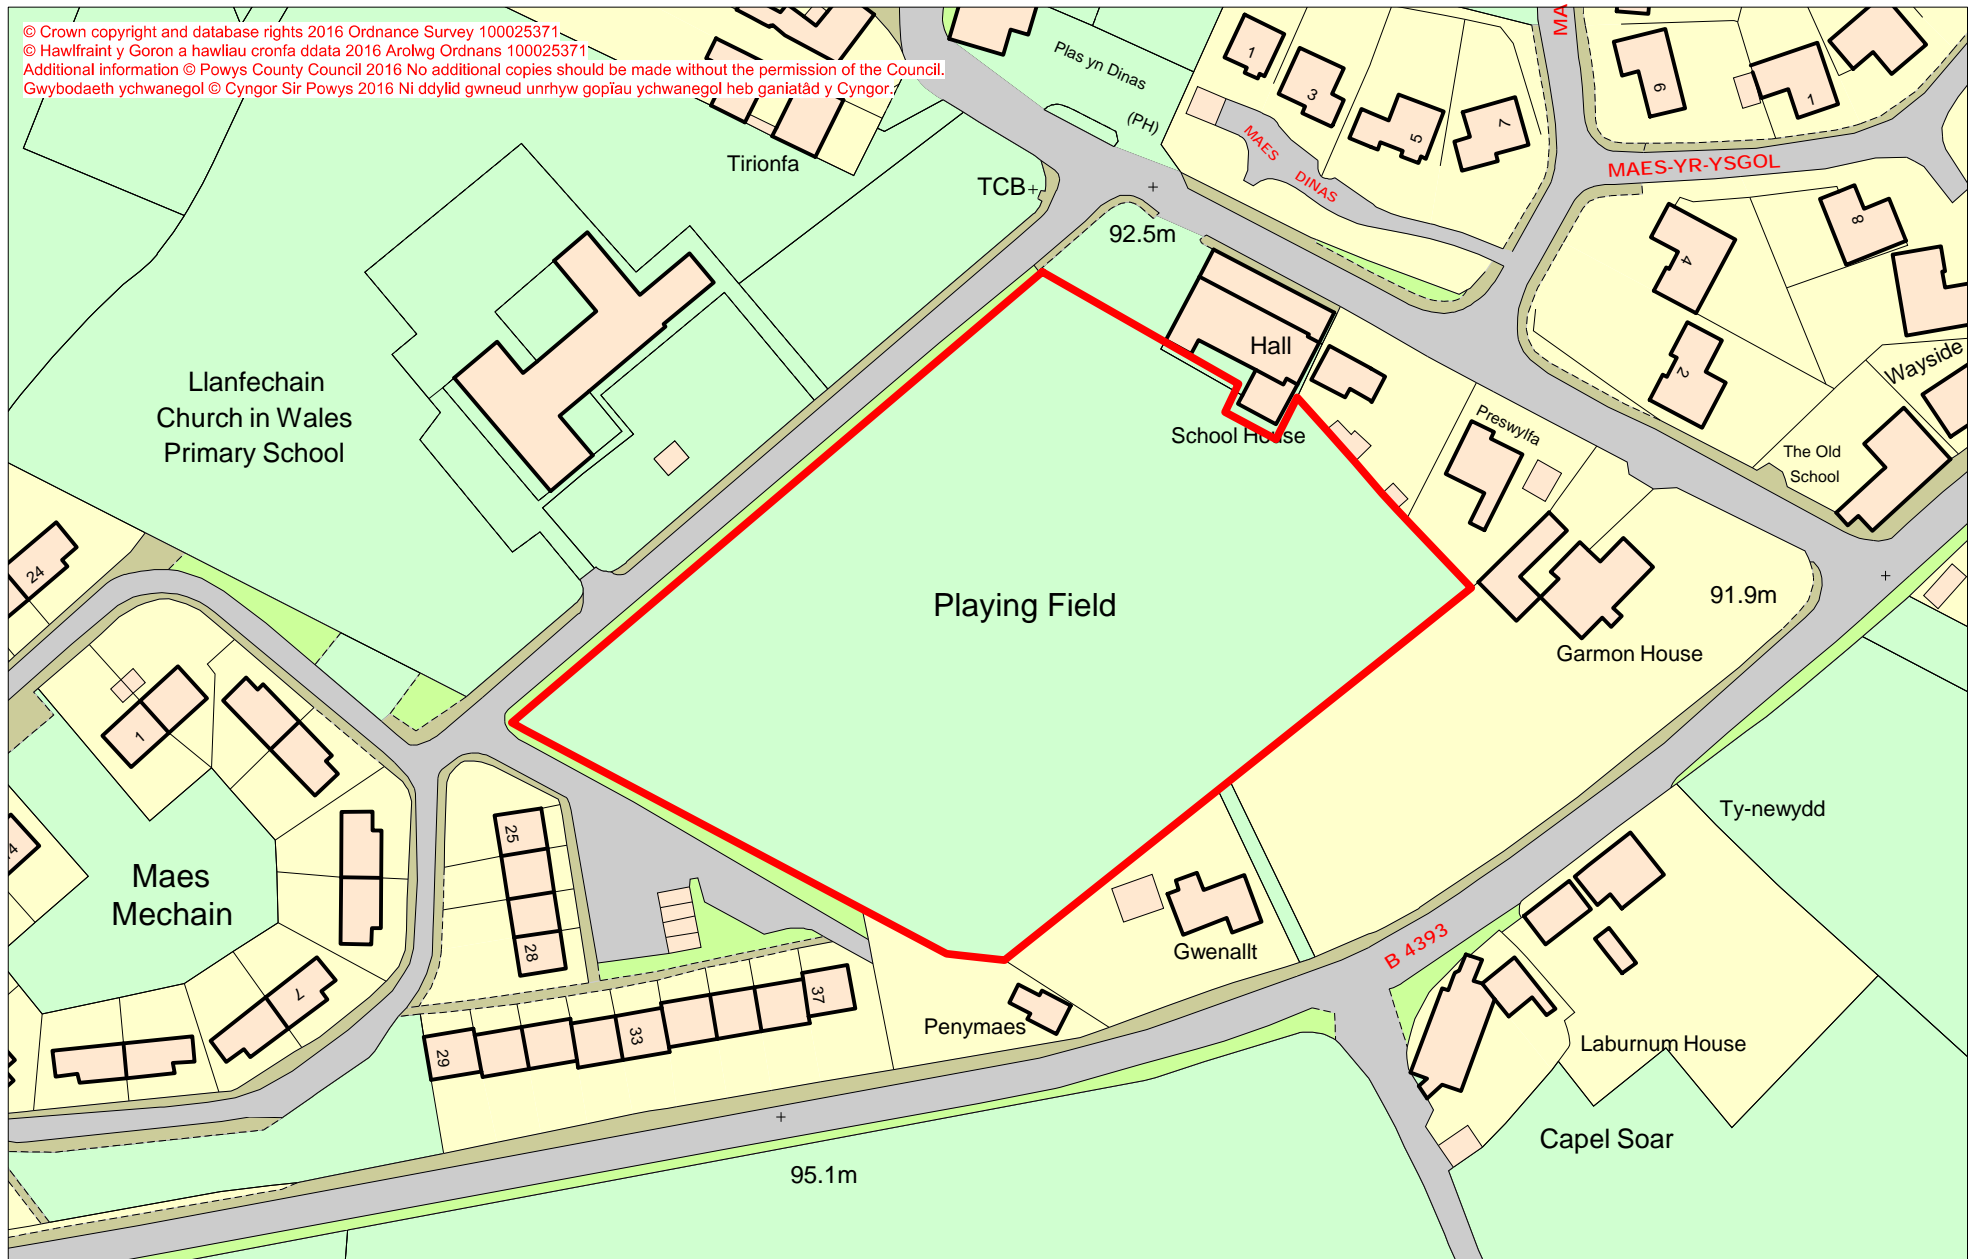 © Crown copyright and database rights 2016 Ordnance Survey 100025371
© Hawlfraint y Goron a hawliau cronfa ddata 2016 Arolwg Ordnans 100025371
Additional information © Powys County Council 2016 No additional copies should be made without the permission of the Council.
Gwybodaeth ychwanegol © Cyngor Sir Powys 2016 Ni ddylid gwneud unrhyw gopïau ychwanegol heb ganiatâd y Cyngor.
MA
Plas yn Dinas
(PH)
1
3
5
7
6
1
MAES
DINAS
MAES-YR-YSGOL
Tirionfa
TCB
92.5m
8
4
2
Hall
School House
Preswylfa
Wayside
The Old
School
Llanfechain
Church in Wales
Primary School
24
Playing Field
91.9m
Garmon House
1
Ty-newydd
25
28
Maes
Mechain
7
Gwenallt
B 4393
29
33
37
Penymaes
Laburnum House
Capel Soar
95.1m